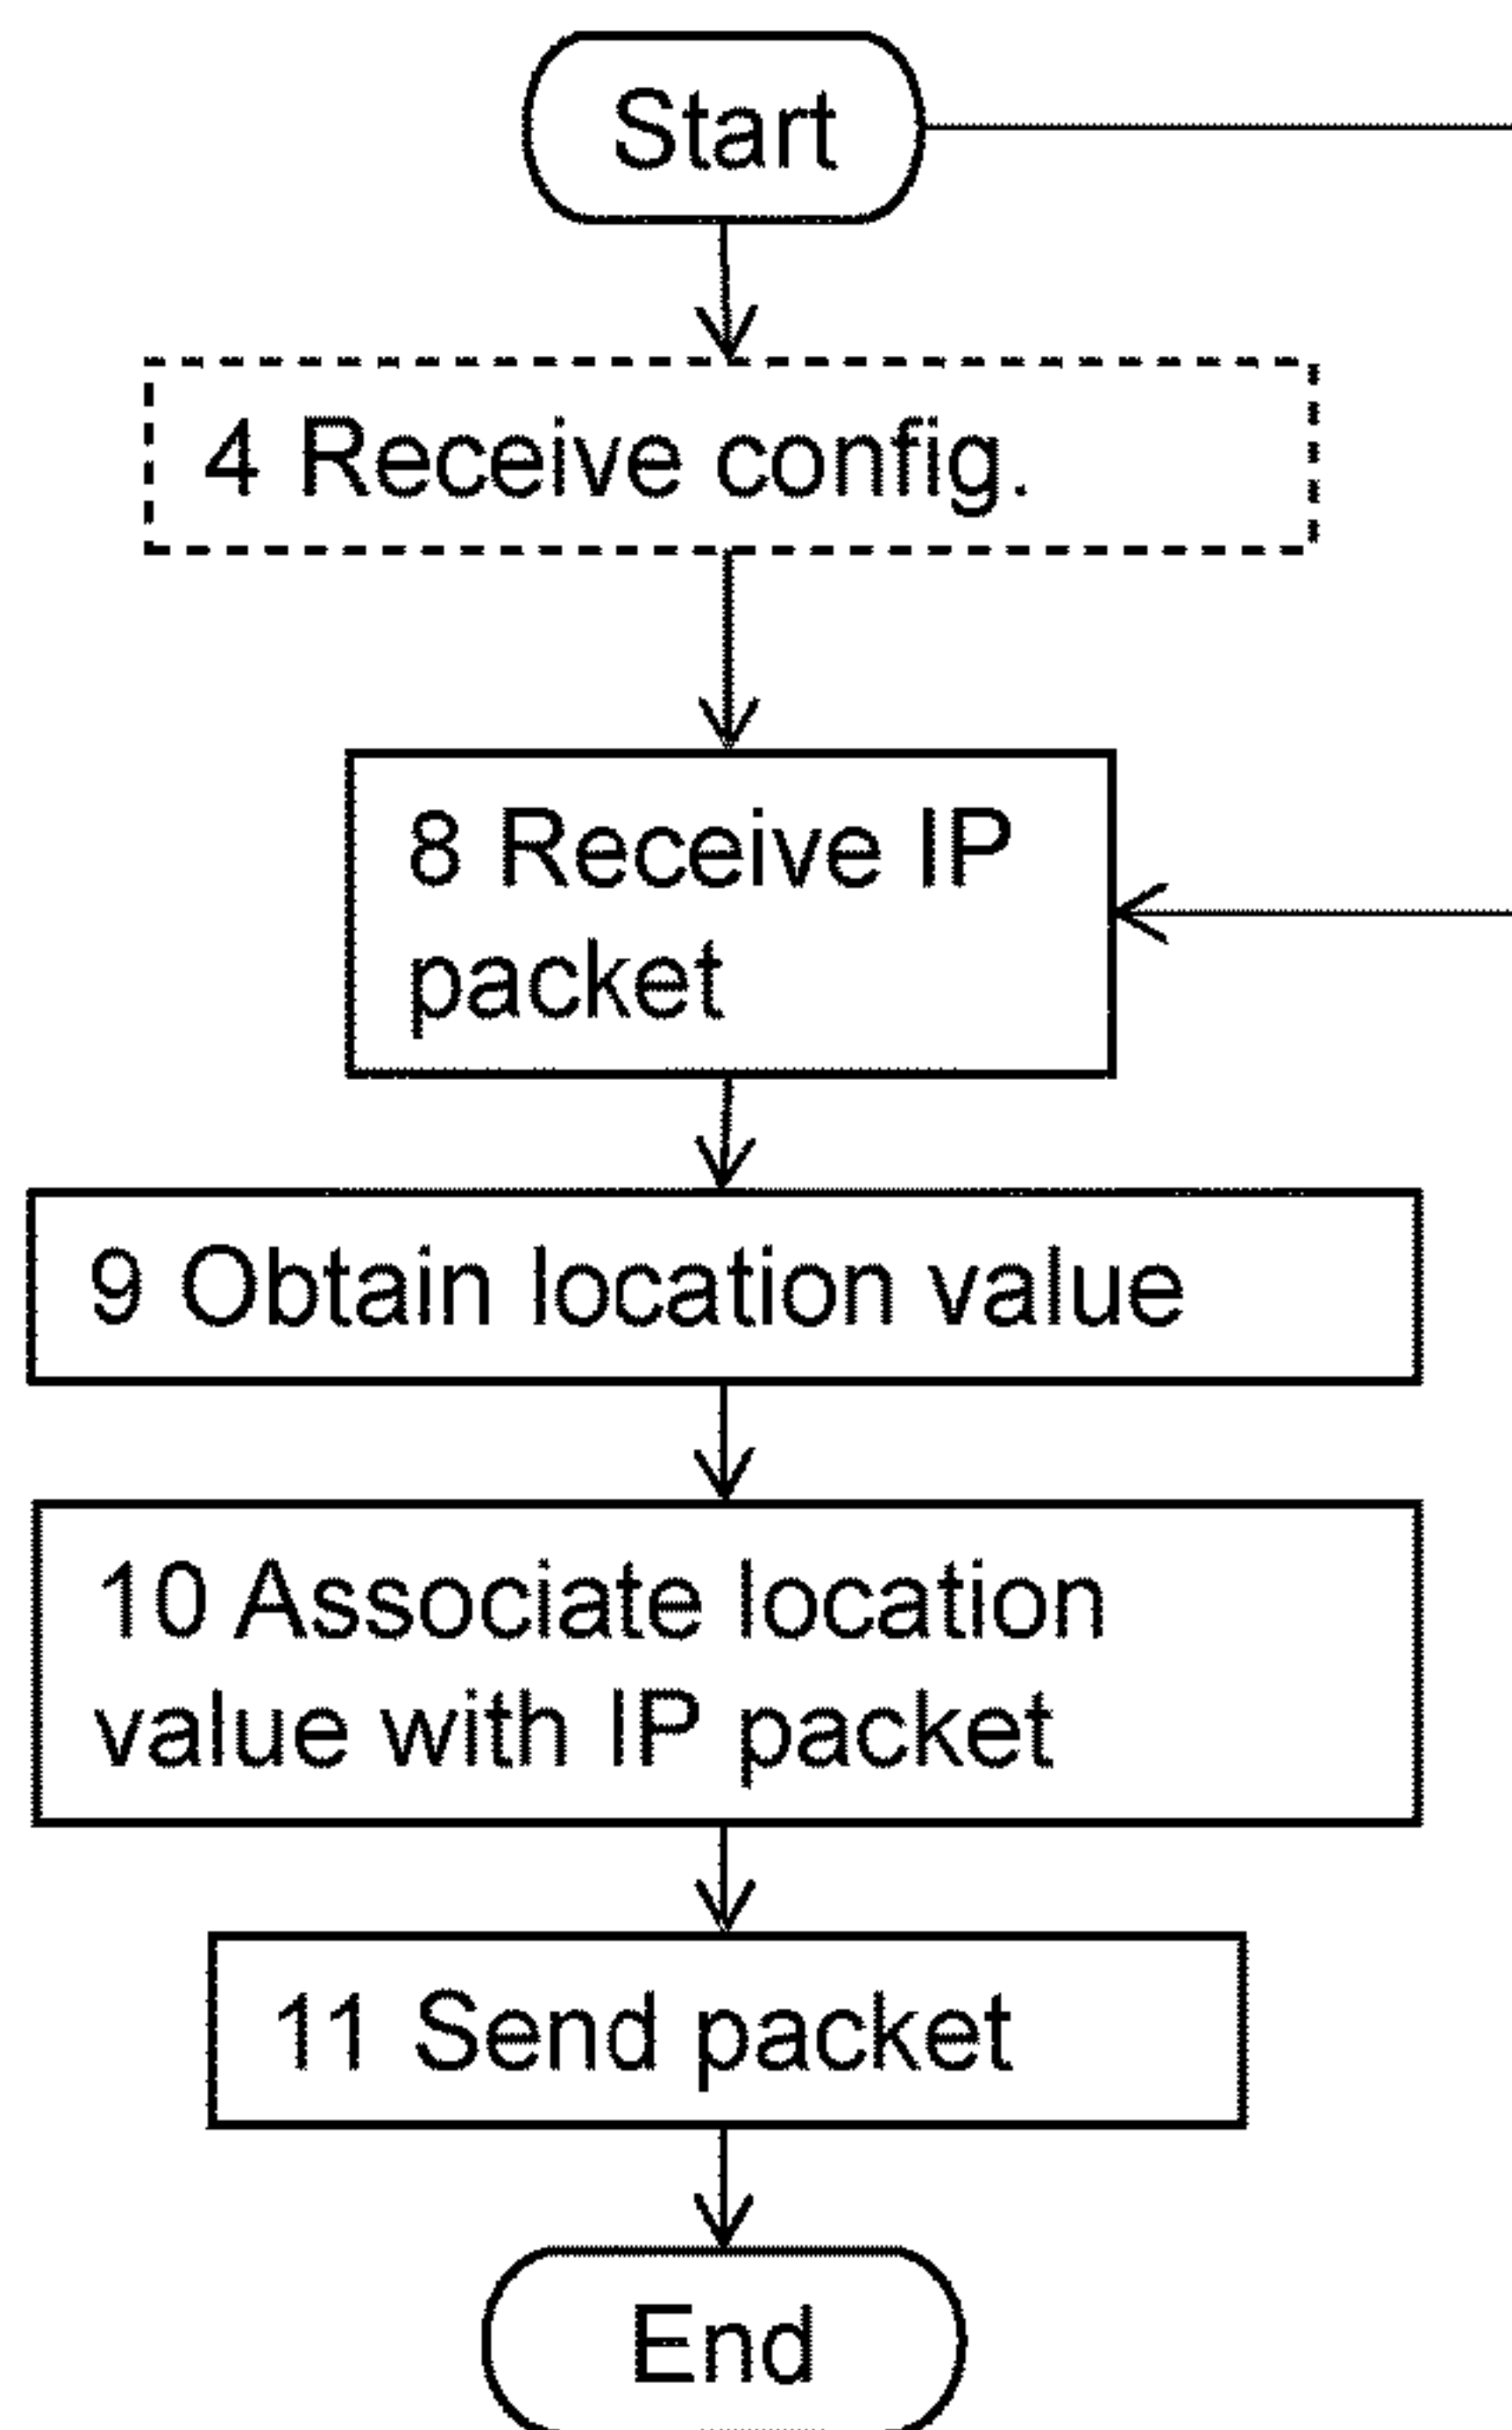 Start
4 Receive config.
8 Receive IP
packet
9 Obtain location value
10 Associate location
value with IP packet
11 Send packet
End